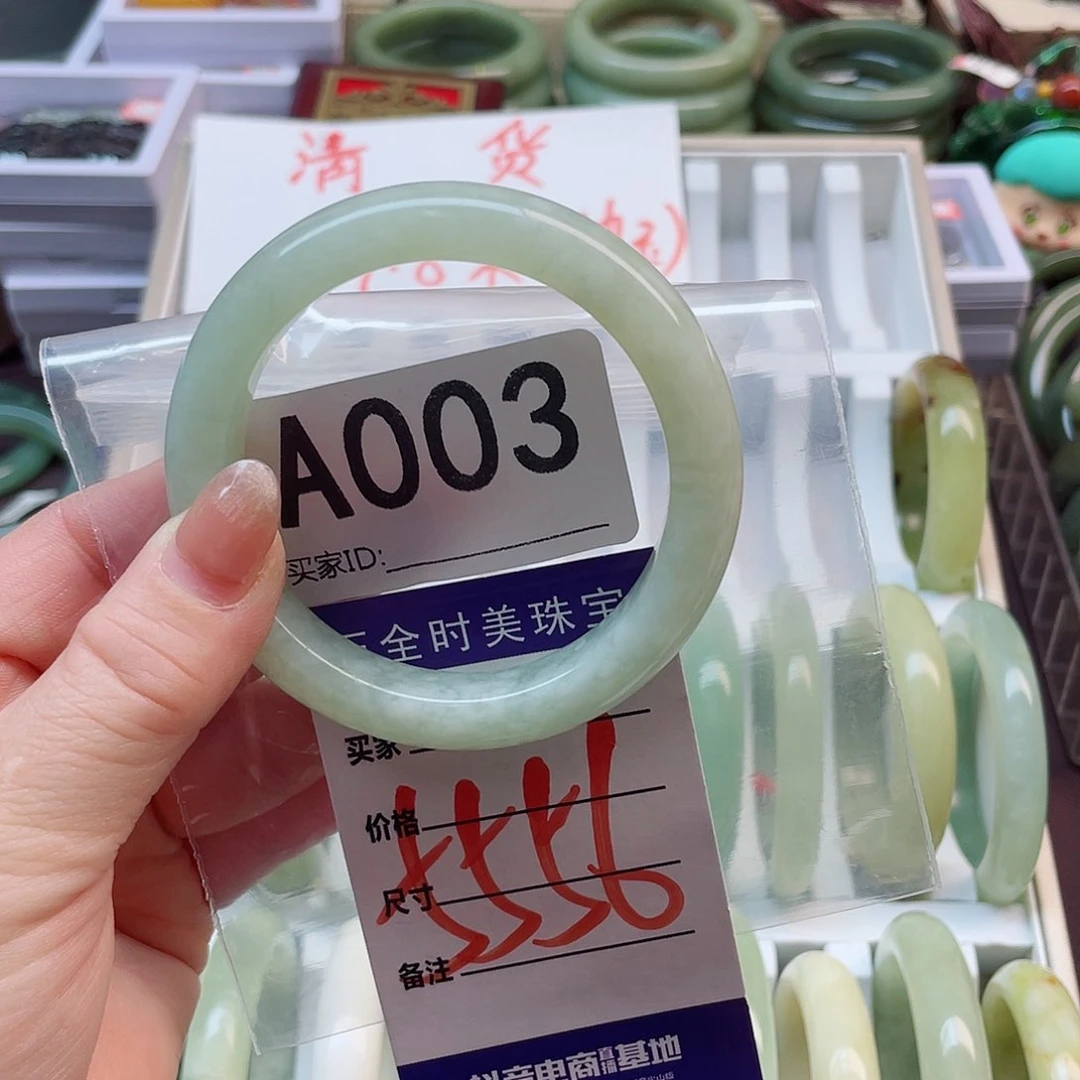 清 货
A003
买家ID:
全时美珠宝
买家
价格
尺寸
备注
5556
抖音电商直播基地